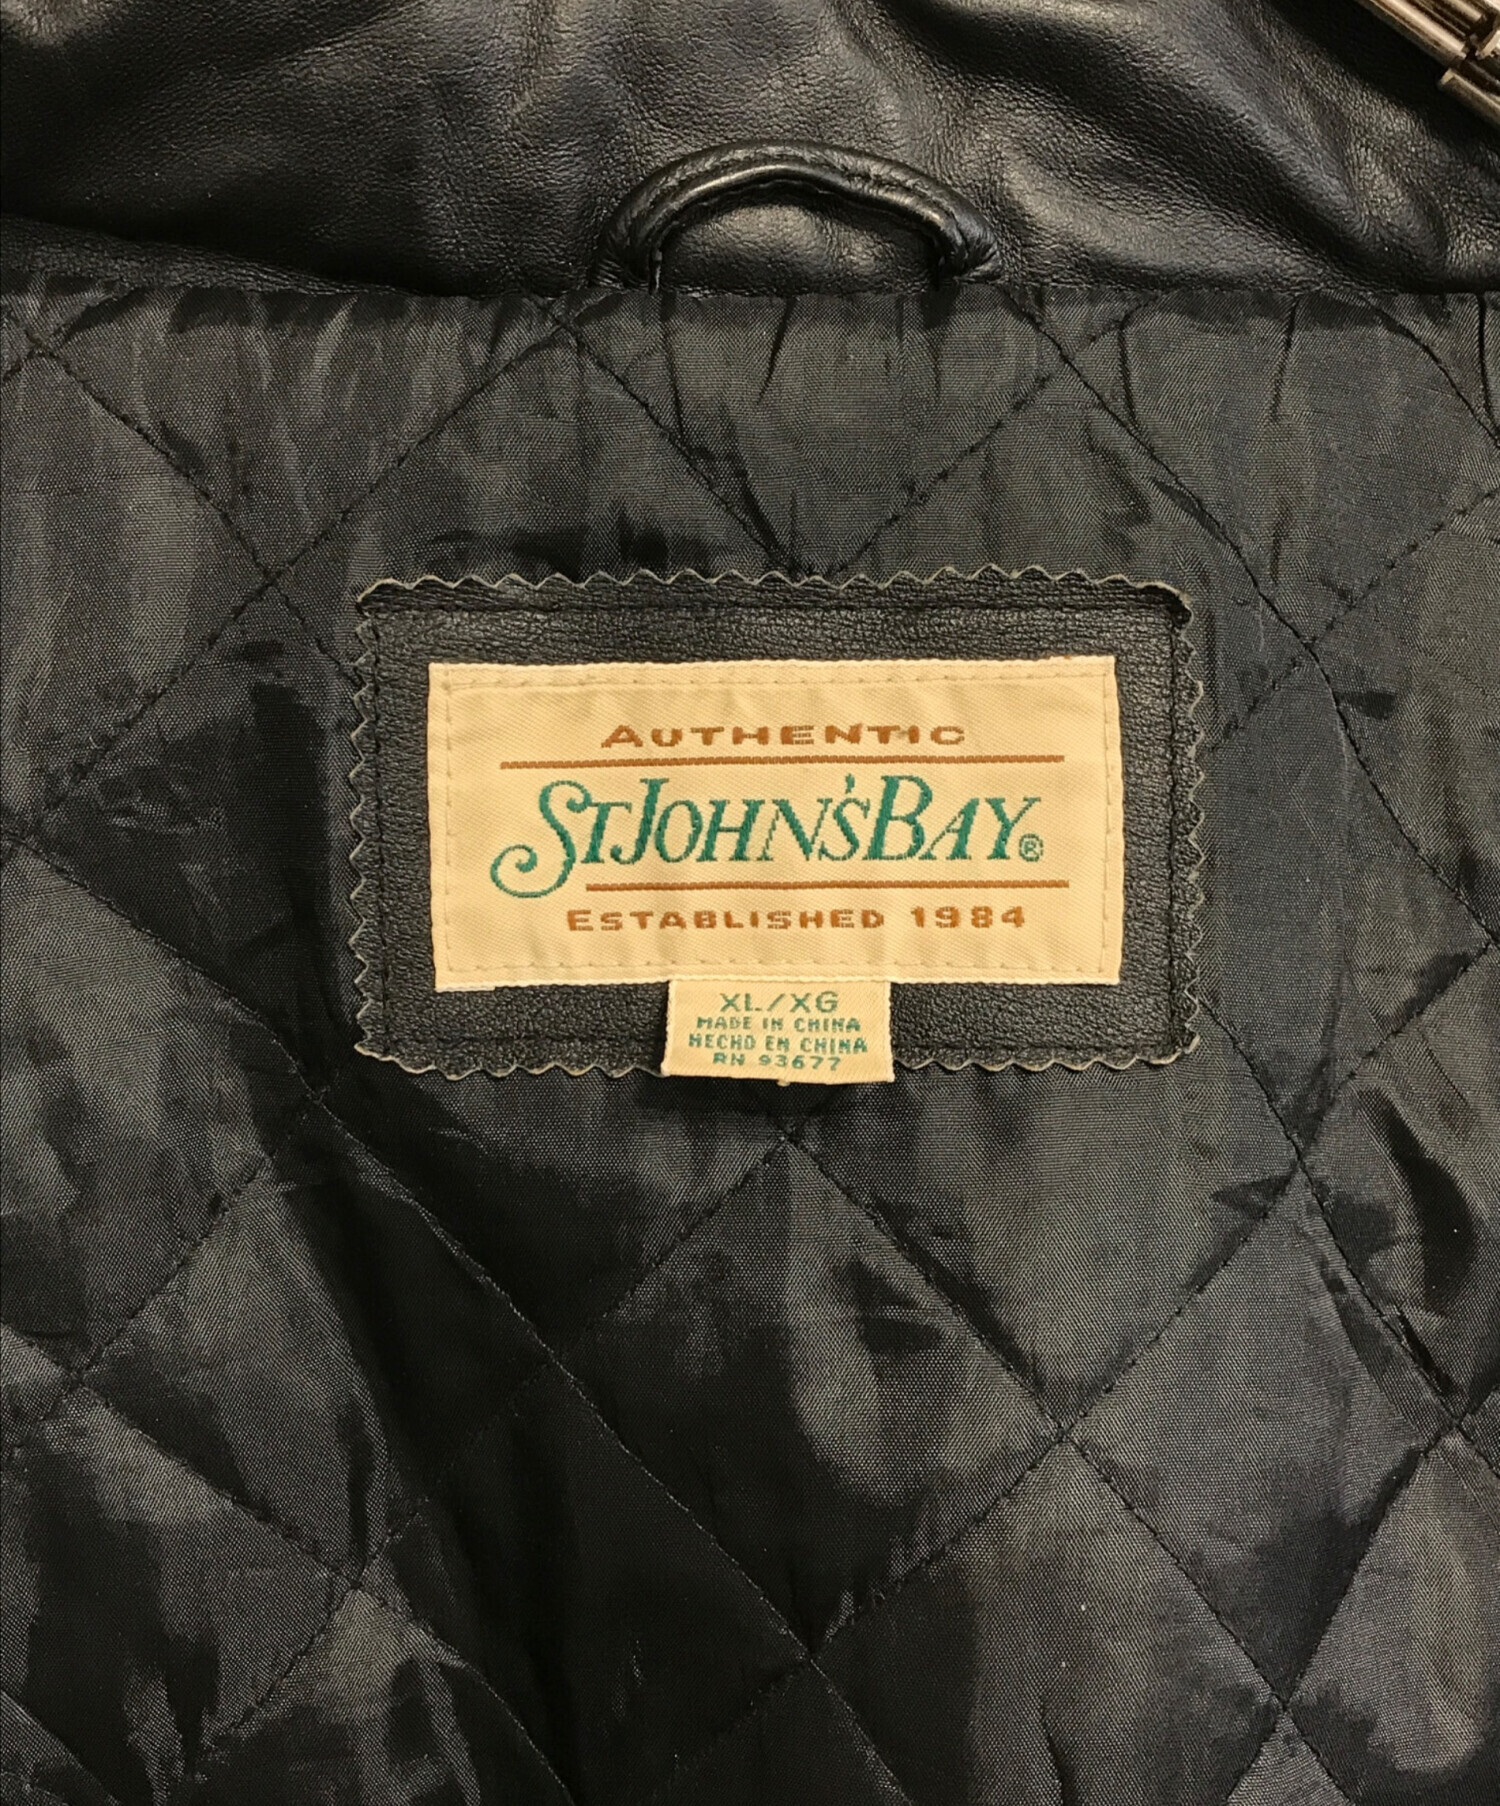 AUTHENTIC
ST JOHN'S BAY®
ESTABLISHED 1984
XL/XG
MADE IN CHINA
HECHO EN CHINA
RN 93677